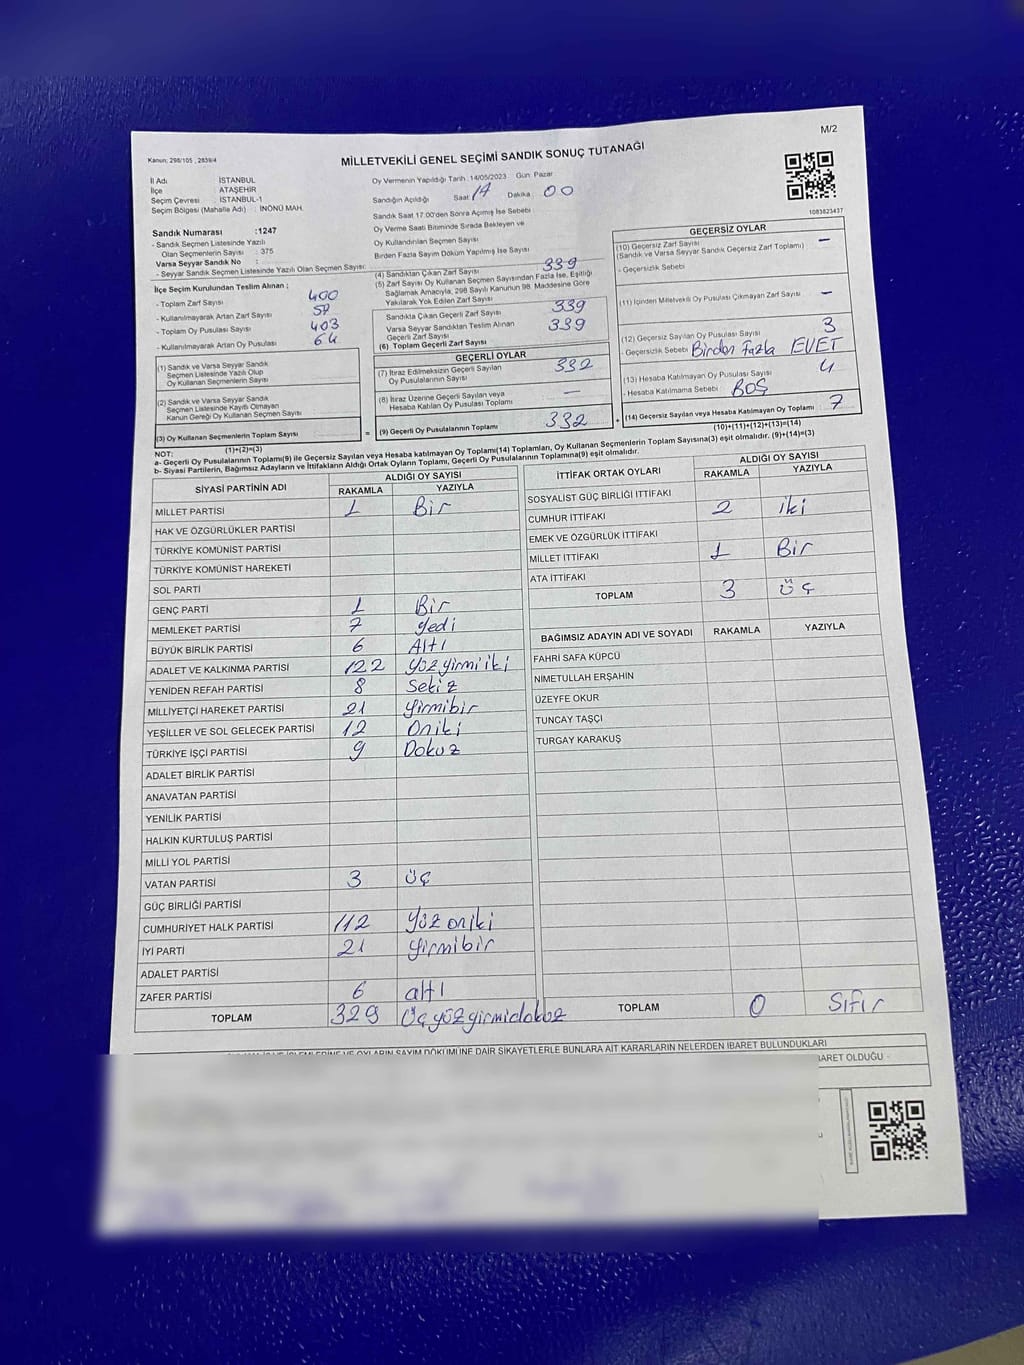 M/2
Kanun: 298/105 , 2839/4
MİLLETVEKİLİ GENEL SEÇİMİ SANDIK SONUÇ TUTANAĞI
İl Adı : İSTANBUL
İlçe : ATAŞEHİR
Seçim Çevresi : İSTANBUL-1
Seçim Bölgesi (Mahalle Adı) : İNÖNÜ MAH.
Sandık Numarası :1247
- Sandık Seçmen Listesinde Yazılı
Olan Seçmenlerin Sayısı : 375
Varsa Seyyar Sandık No :
- Seyyar Sandık Seçmen Listesinde Yazılı Olan Seçmen Sayısı:
Oy Vermenin Yapıldığı Tarih :14/05/2023 Gün: Pazar
Sandığın Açıldığı Saat 14 Dakika 00
Sandık Saat 17.00'den Sonra Açılmış İse Sebebi
Oy Verme Saati Bitiminde Sırada Bekleyen ve
Oy Kullandırılan Seçmen Sayısı
Birden Fazla Sayım Döküm Yapılmış İse Sayısı
1083823437
İlçe Seçim Kurulundan Teslim Alınan ;
- Toplam Zarf Sayısı 400
- Kullanılmayarak Artan Zarf Sayısı
- Toplam Oy Pusulası Sayısı 403
- Kullanılmayarak Artan Oy Pusulası 64
(1) Sandık ve Varsa Seyyar Sandık
Seçmen Listesinde Yazılı Olup
Oy Kullanan Seçmenlerin Sayısı
(2) Sandık ve Varsa Seyyar Sandık
Seçmen Listesinde Kayıtlı Olmayan
Kanun Gereği Oy Kullanan Seçmen Sayısı
(3) Oy Kullanan Seçmenlerin Toplam Sayısı
(1)+(2)=(3)
(4) Sandıktan Çıkan Zarf Sayısı 339
(5) Zarf Sayısı Oy Kullanan Seçmen Sayısından Fazla İse, Eşitliği
Sağlamak Amacıyla, 298 Sayılı Kanunun 98. Maddesine Göre
Yakılarak Yok Edilen Zarf Sayısı
Sandıkta Çıkan Geçerli Zarf Sayısı 339
Varsa Seyyar Sandıktan Teslim Alınan
Geçerli Zarf Sayısı 339
(6) Toplam Geçerli Zarf Sayısı
GEÇERLİ OYLAR
(7) İtiraz Edilmeksizin Geçerli Sayılan
Oy Pusulalarının Sayısı 332
(8) İtiraz Üzerine Geçerli Sayılan veya
Hesaba Katılan Oy Pusulası Toplamı —
= (9) Geçerli Oy Pusulalarının Toplamı 332 +
GEÇERSİZ OYLAR
(10) Geçersiz Zarf Sayısı
(Sandık ve Varsa Seyyar Sandık Geçersiz Zarf Toplamı) —
- Geçersizlik Sebebi
(11) İçinden Milletvekili Oy Pusulası Çıkmayan Zarf Sayısı —
(12) Geçersiz Sayılan Oy Pusulası Sayısı 3
- Geçersizlik Sebebi Birden Fazla EVET
(13) Hesaba Katılmayan Oy Pusulası Sayısı 4
- Hesaba Katılmama Sebebi BOŞ
(14) Geçersiz Sayılan veya Hesaba Katılmayan Oy Toplamı 7
(10)+(11)+(12)+(13)=(14)
NOT:
a- Geçerli Oy Pusulalarının Toplamı(9) ile Geçersiz Sayılan veya Hesaba Katılmayan Oy Toplamı(14) Toplamları, Oy Kullanan Seçmenlerin Toplam Sayısına(3) eşit olmalıdır. (9)+(14)=(3)
b- Siyasi Partilerin, Bağımsız Adayların ve İttifakların Aldığı Ortak Oyların Toplamı, Geçerli Oy Pusulalarının Toplamına(9) eşit olmalıdır.
SİYASİ PARTİNİN ADI ALDIĞI OY SAYISI
RAKAMLA YAZIYLA
MİLLET PARTİSİ 1 Bir
HAK VE ÖZGÜRLÜKLER PARTİSİ
TÜRKİYE KOMÜNİST PARTİSİ
TÜRKİYE KOMÜNİST HAREKETİ
SOL PARTİ
GENÇ PARTİ 1 Bir
MEMLEKET PARTİSİ 7 yedi
BÜYÜK BİRLİK PARTİSİ 6 Altı
ADALET VE KALKINMA PARTİSİ 122 yüzyirmiiki
YENİDEN REFAH PARTİSİ 8 Sekiz
MİLLİYETÇİ HAREKET PARTİSİ 21 yirmibir
YEŞİLLER VE SOL GELECEK PARTİSİ 12 Oniki
TÜRKİYE İŞÇİ PARTİSİ 9 Dokuz
ADALET BİRLİK PARTİSİ
ANAVATAN PARTİSİ
YENİLİK PARTİSİ
HALKIN KURTULUŞ PARTİSİ
MİLLİ YOL PARTİSİ
VATAN PARTİSİ 3 üç
GÜÇ BİRLİĞİ PARTİSİ
CUMHURİYET HALK PARTİSİ 112 yüz oniki
İYİ PARTİ 21 yirmibir
ADALET PARTİSİ
ZAFER PARTİSİ 6 altı
TOPLAM 329 üçyüzyirmidokuz
İTTİFAK ORTAK OYLARI ALDIĞI OY SAYISI
RAKAMLA YAZIYLA
SOSYALİST GÜÇ BİRLİĞİ İTTİFAKI
CUMHUR İTTİFAKI 2 iki
EMEK VE ÖZGÜRLÜK İTTİFAKI
MİLLET İTTİFAKI 1 Bir
ATA İTTİFAKI
TOPLAM 3 üç
BAĞIMSIZ ADAYIN ADI VE SOYADI RAKAMLA YAZIYLA
FAHRİ SAFA KÜPCÜ
NİMETULLAH ERŞAHİN
ÜZEYFE OKUR
TUNCAY TAŞÇI
TURGAY KARAKUŞ
TOPLAM 0 Sıfır
OYLARIN SAYIM DÖKÜMÜNE DAİR ŞİKAYETLERLE BUNLARA AİT KARARLARIN NELERDEN İBARET BULUNDUKLARI
İBARET OLDUĞU -